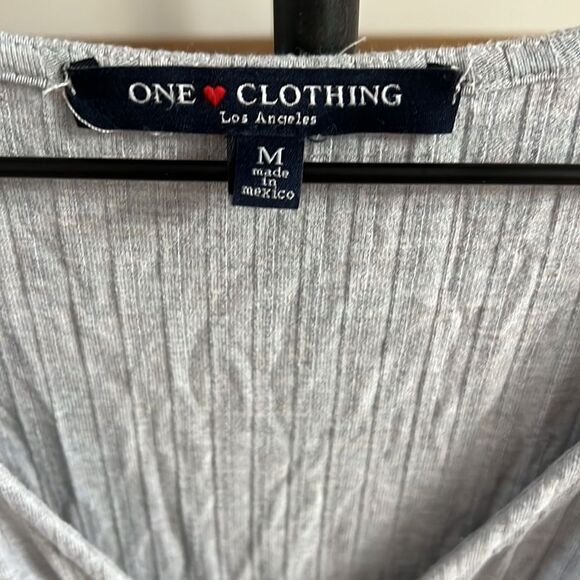 ONE ♥ CLOTHING
Los Angeles
M
made
in
mexico